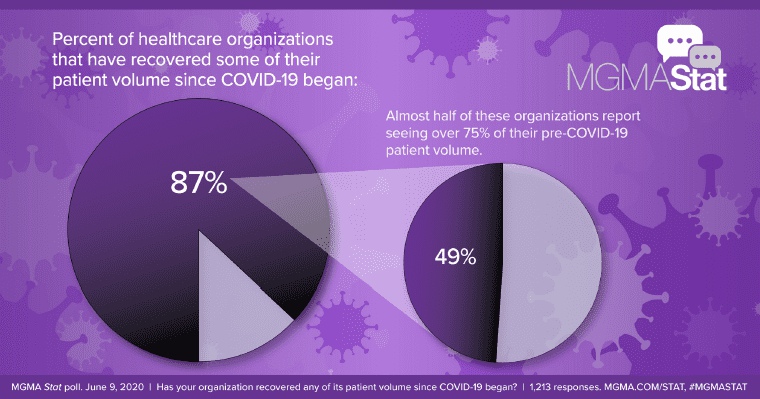 Percent of healthcare organizations
that have recovered some of their
patient volume since COVID-19 began:
MGMAStat
Almost half of these organizations report
seeing over 75% of their pre-COVID-19
patient volume.
87%
49%
MGMA Stat poll. June 9, 2020 | Has your organization recovered any of its patient volume since COVID-19 began? | 1,213 responses. MGMA.COM/STAT, #MGMASTAT